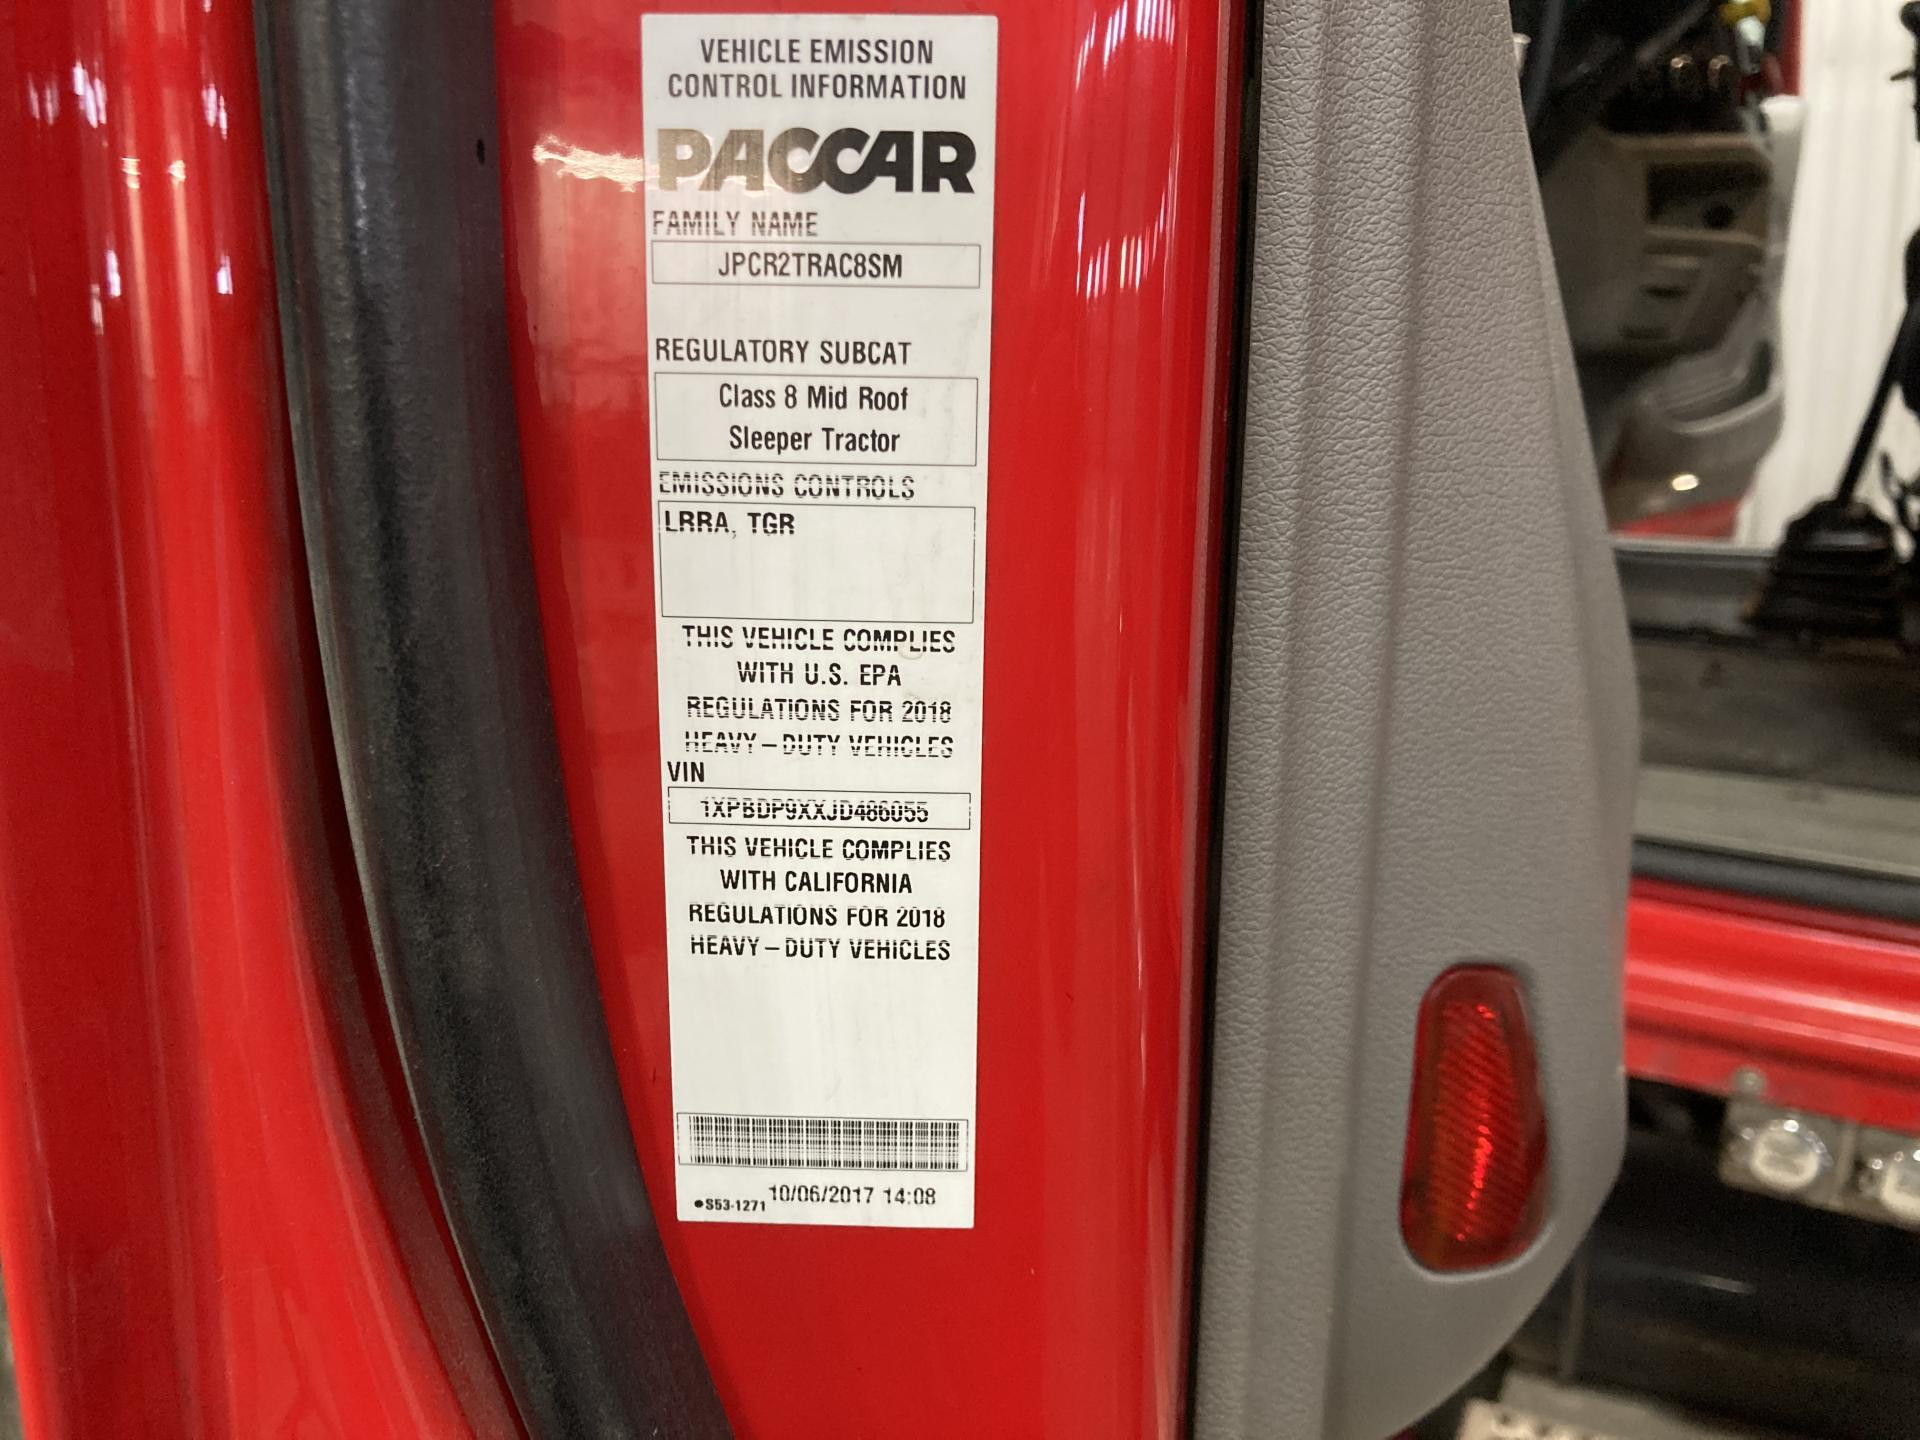 VEHICLE EMISSION
CONTROL INFORMATION
PACCAR
FAMILY NAME
JPCR2TRAC8SM
REGULATORY SUBCAT
Class 8 Mid Roof
Sleeper Tractor
EMISSIONS CONTROLS
LRRA, TGR
THIS VEHICLE COMPLIES
WITH U.S. EPA
REGULATIONS FOR 2018
HEAVY–DUTY VEHICLES
VIN
1XPBDP9XXJD486055
THIS VEHICLE COMPLIES
WITH CALIFORNIA
REGULATIONS FOR 2018
HEAVY–DUTY VEHICLES
●S53-1271 10/06/2017 14:08